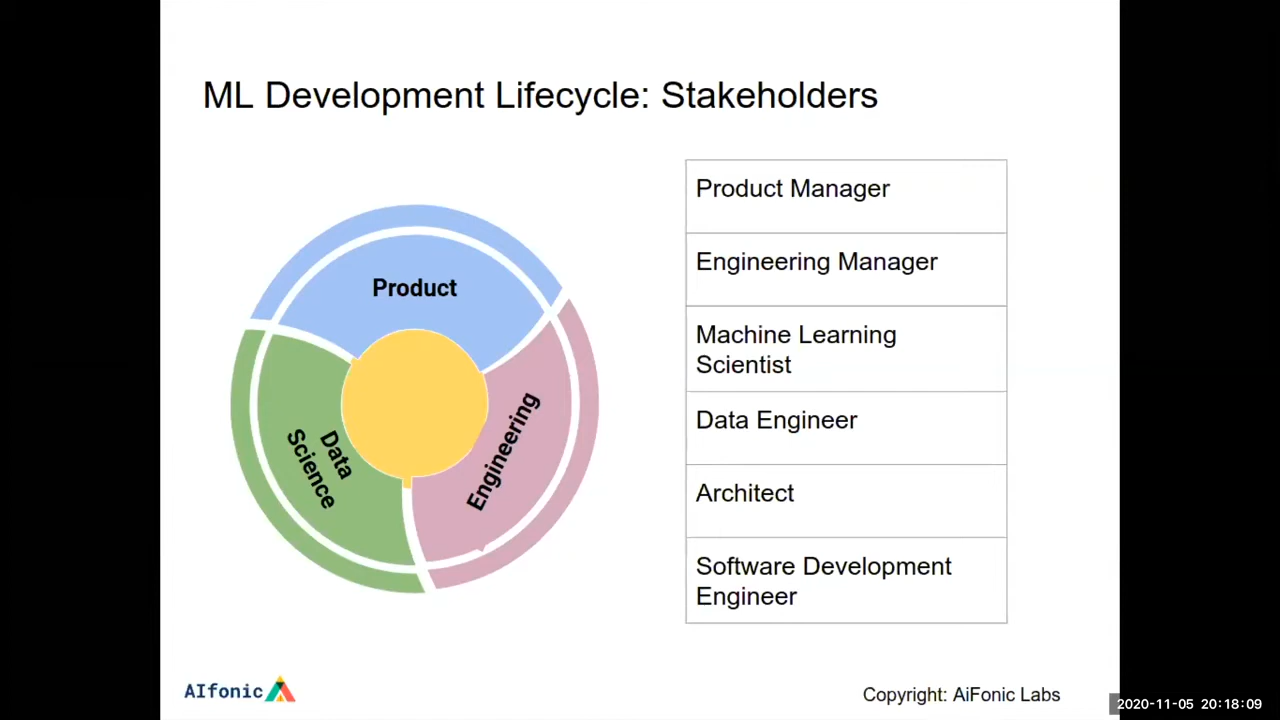 ML Development Lifecycle: Stakeholders
Product
Engineering
Data
Science
Product Manager
Engineering Manager
Machine Learning
Scientist
Data Engineer
Architect
Software Development
Engineer
AIfonic
Copyright: AiFonic Labs
2020-11-05 20:18:09